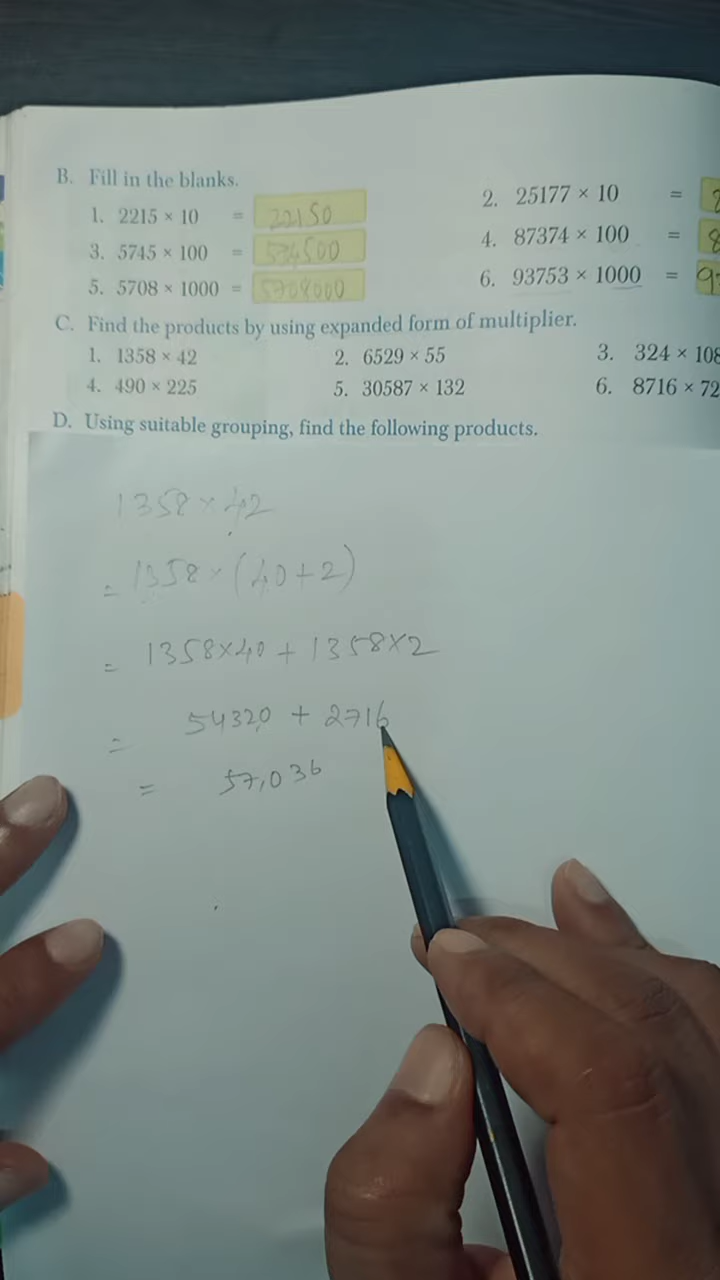 B. Fill in the blanks.
1. 2215 × 10 = 22150
2. 25177 × 10 =
3. 5745 × 100 = 574500
4. 87374 × 100 = 8
5. 5708 × 1000 = 5708000
6. 93753 × 1000 = 9
C. Find the products by using expanded form of multiplier.
1. 1358 × 42 2. 6529 × 55 3. 324 × 108
4. 490 × 225 5. 30587 × 132 6. 8716 × 72
D. Using suitable grouping, find the following products.
1358 × 42
= 1358 × (40+2)
= 1358×40 + 1358×2
= 54320 + 2716
= 57,036